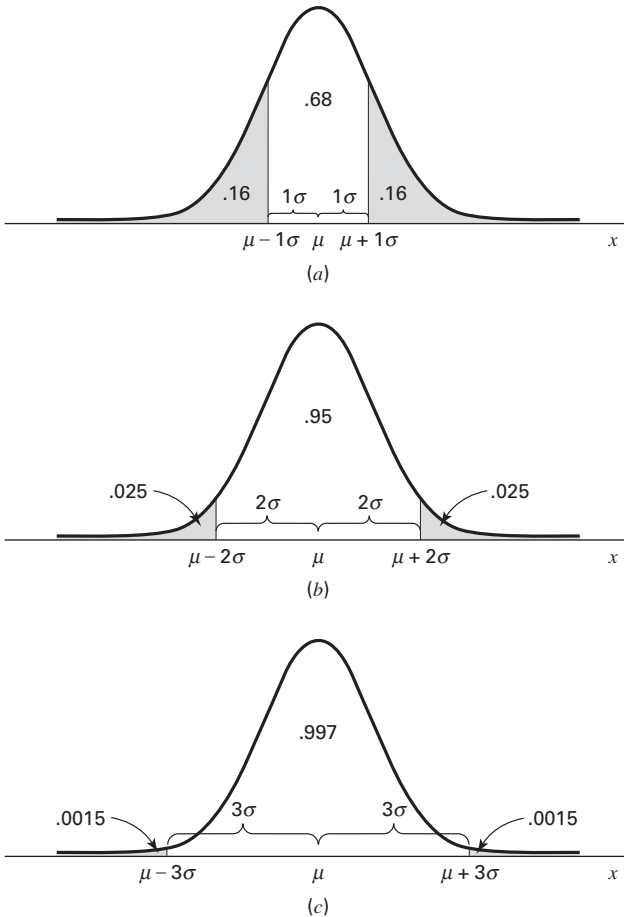 .68
.16 1σ 1σ .16
μ − 1σ μ μ + 1σ x
(a)
.95
.025 2σ 2σ .025
μ − 2σ μ μ + 2σ x
(b)
.997
.0015 3σ 3σ .0015
μ − 3σ μ μ + 3σ x
(c)